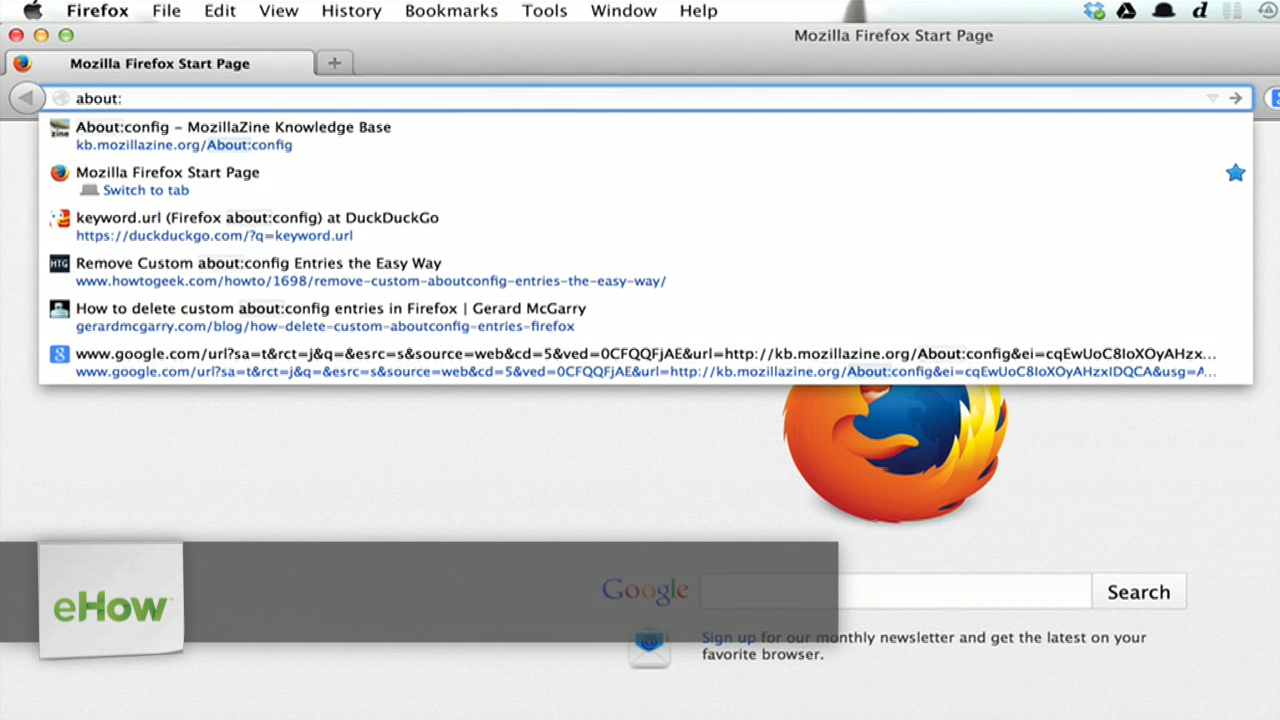 Firefox File Edit View History Bookmarks Tools Window Help
Mozilla Firefox Start Page
Mozilla Firefox Start Page
about:
About:config – MozillaZine Knowledge Base
kb.mozillazine.org/About:config
Mozilla Firefox Start Page
Switch to tab
keyword.url (Firefox about:config) at DuckDuckGo
https://duckduckgo.com/?q=keyword.url
HTG Remove Custom about:config Entries the Easy Way
www.howtogeek.com/howto/1698/remove-custom-aboutconfig-entries-the-easy-way/
How to delete custom about:config entries in Firefox | Gerard McGarry
gerardmcgarry.com/blog/how-delete-custom-aboutconfig-entries-firefox
www.google.com/url?sa=t&rct=j&q=&esrc=s&source=web&cd=5&ved=0CFQQFjAE&url=http://kb.mozillazine.org/About:config&ei=cqEwUoC8IoXOyAHzx...
www.google.com/url?sa=t&rct=j&q=&esrc=s&source=web&cd=5&ved=0CFQQFjAE&url=http://kb.mozillazine.org/About:config&ei=cqEwUoC8IoXOyAHzxIDQCA&usg=A...
eHow
Google Search
Sign up for our monthly newsletter and get the latest on your
favorite browser.